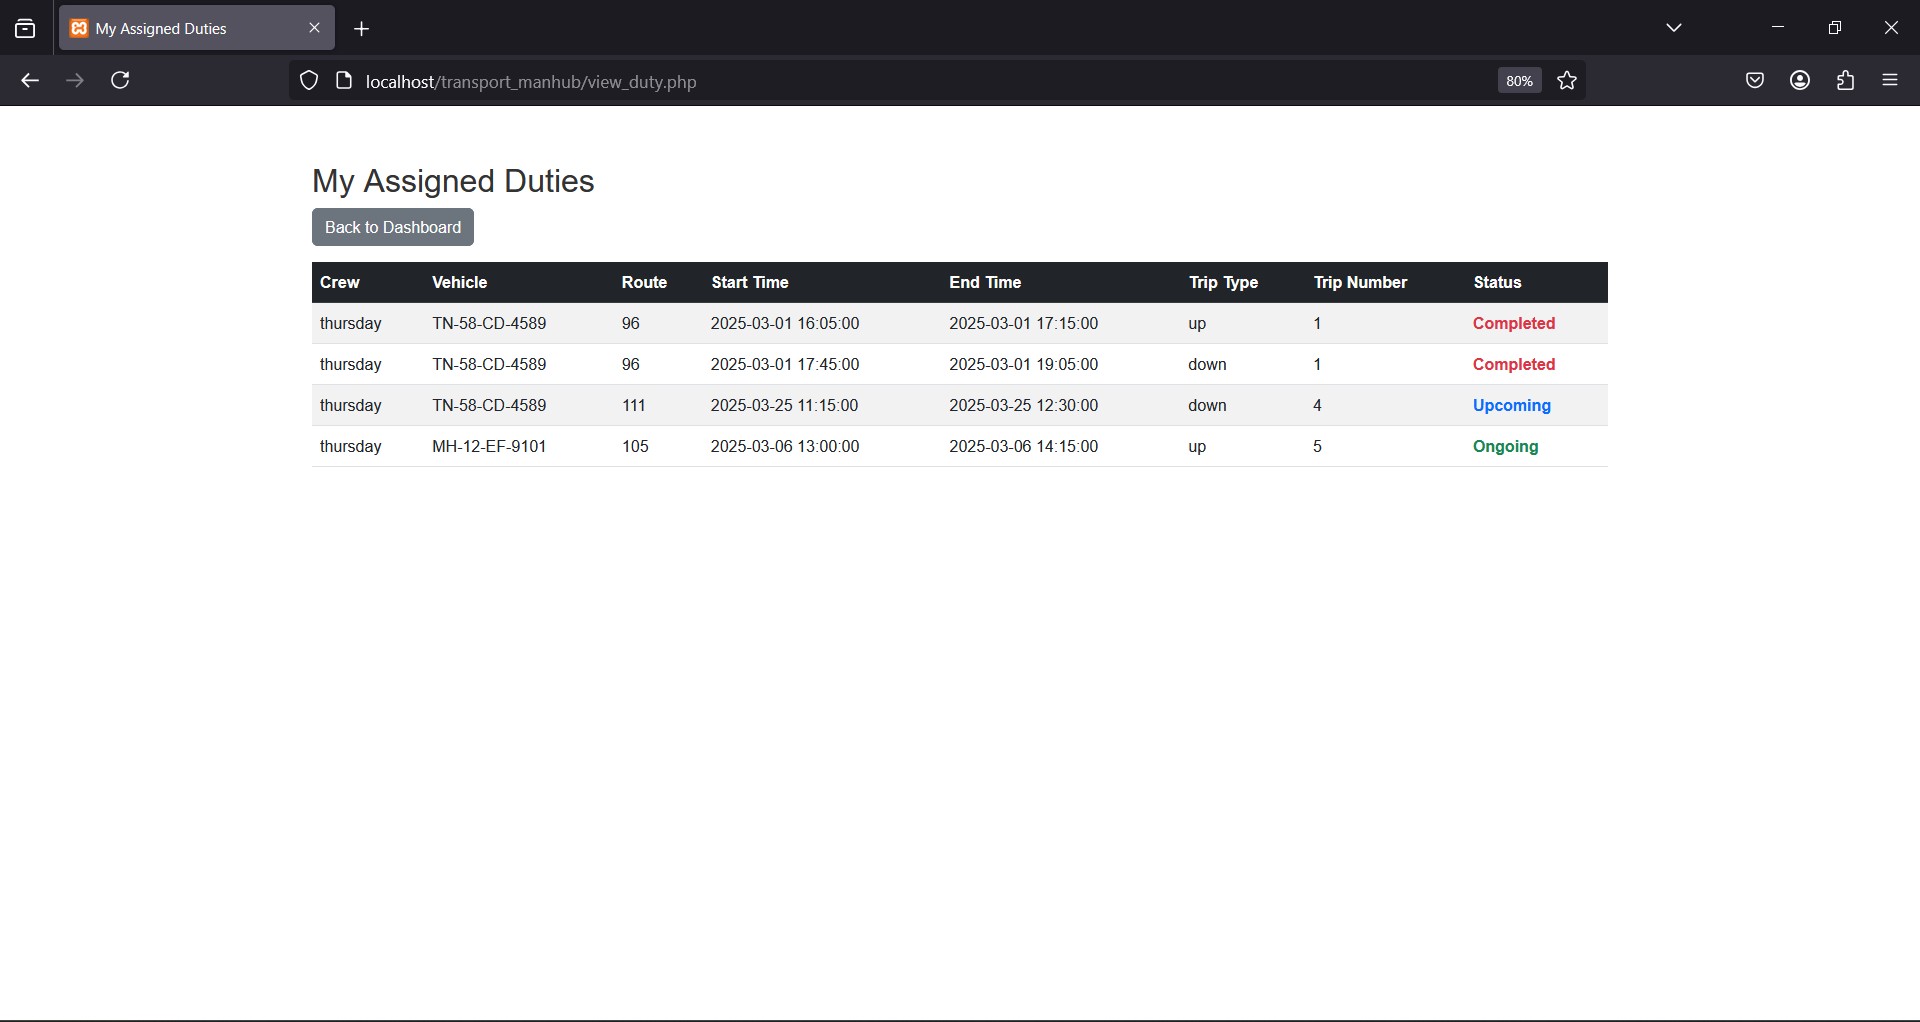 My Assigned Duties
localhost/transport_manhub/view_duty.php 80%
My Assigned Duties
Back to Dashboard
Crew Vehicle Route Start Time End Time Trip Type Trip Number Status
thursday TN-58-CD-4589 96 2025-03-01 16:05:00 2025-03-01 17:15:00 up 1 Completed
thursday TN-58-CD-4589 96 2025-03-01 17:45:00 2025-03-01 19:05:00 down 1 Completed
thursday TN-58-CD-4589 111 2025-03-25 11:15:00 2025-03-25 12:30:00 down 4 Upcoming
thursday MH-12-EF-9101 105 2025-03-06 13:00:00 2025-03-06 14:15:00 up 5 Ongoing